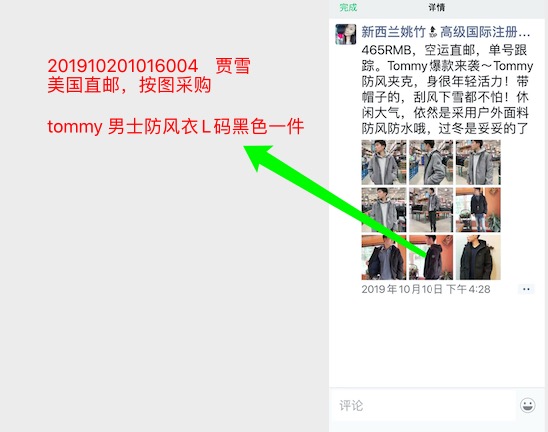 完成
详情
201910201016004 贾雪
美国直邮，按图采购
tommy 男士防风衣L码黑色一件
新西兰姚竹💄高级国际注册...
465RMB，空运直邮，单号跟
踪。Tommy爆款来袭～Tommy
防风夹克，身很年轻活力！带
帽子的，刮风下雪都不怕！休
闲大气，依然是采用户外面料
防风防水哦，过冬是妥妥的了
2019年10月10日 下午4:28
评论